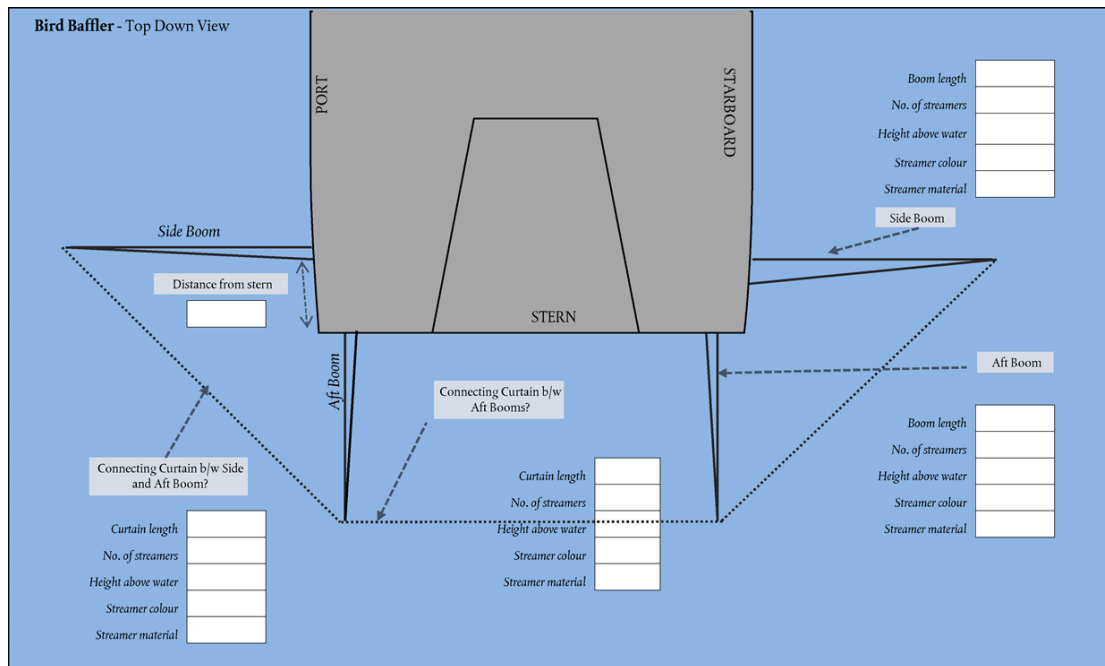 Bird Baffler - Top Down View
PORT
STARBOARD
Boom length
No. of streamers
Height above water
Streamer colour
Streamer material
Side Boom
Side Boom
Distance from stern
STERN
Aft Boom
Aft Boom
Connecting Curtain b/w
Aft Booms?
Connecting Curtain b/w Side
and Aft Boom?
Boom length
No. of streamers
Height above water
Streamer colour
Streamer material
Curtain length
No. of streamers
Height above water
Streamer colour
Streamer material
Curtain length
No. of streamers
Height above water
Streamer colour
Streamer material